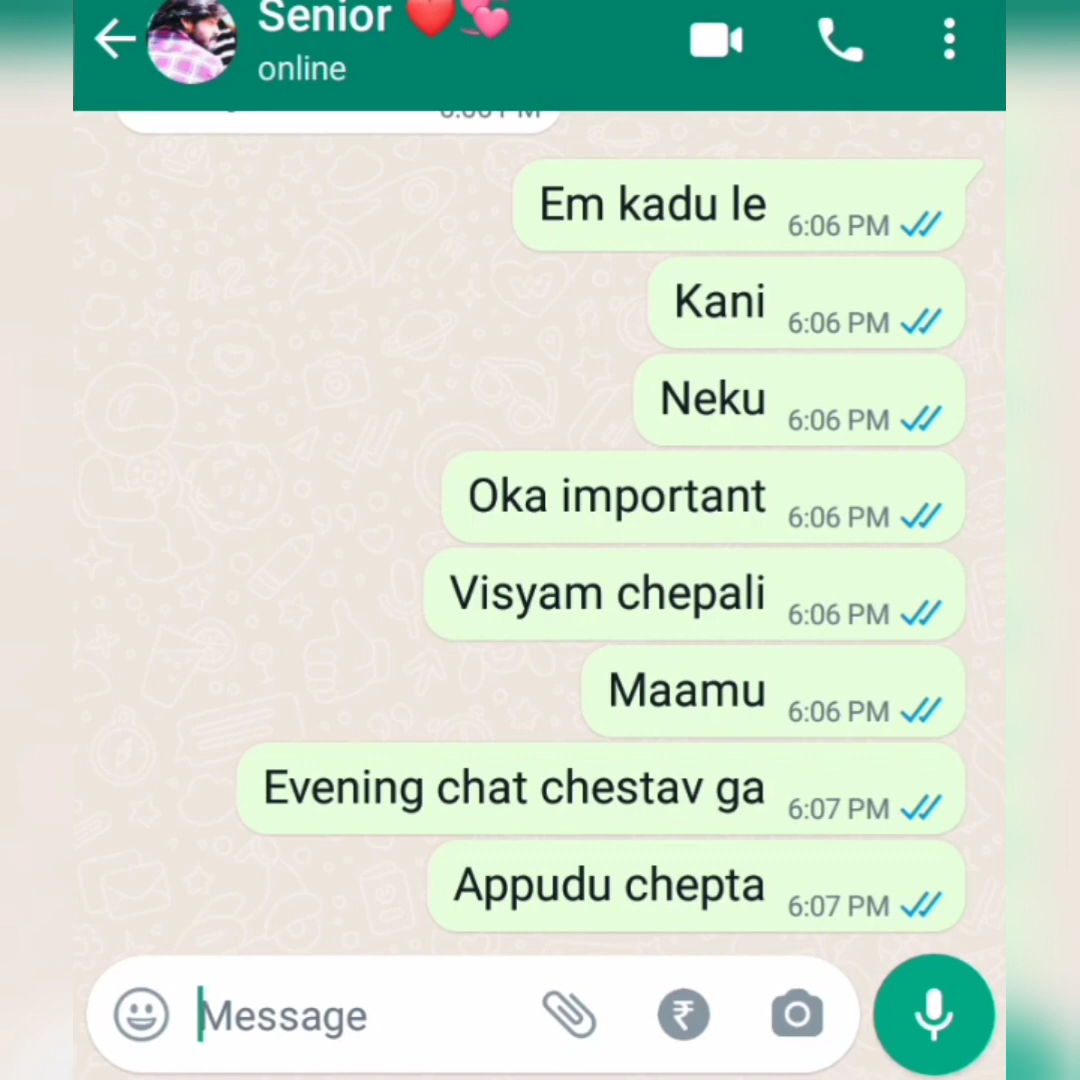 Senior ❤️💞
online
Em kadu le 6:06 PM
Kani 6:06 PM
Neku 6:06 PM
Oka important 6:06 PM
Visyam chepali 6:06 PM
Maamu 6:06 PM
Evening chat chestav ga 6:07 PM
Appudu chepta 6:07 PM
Message